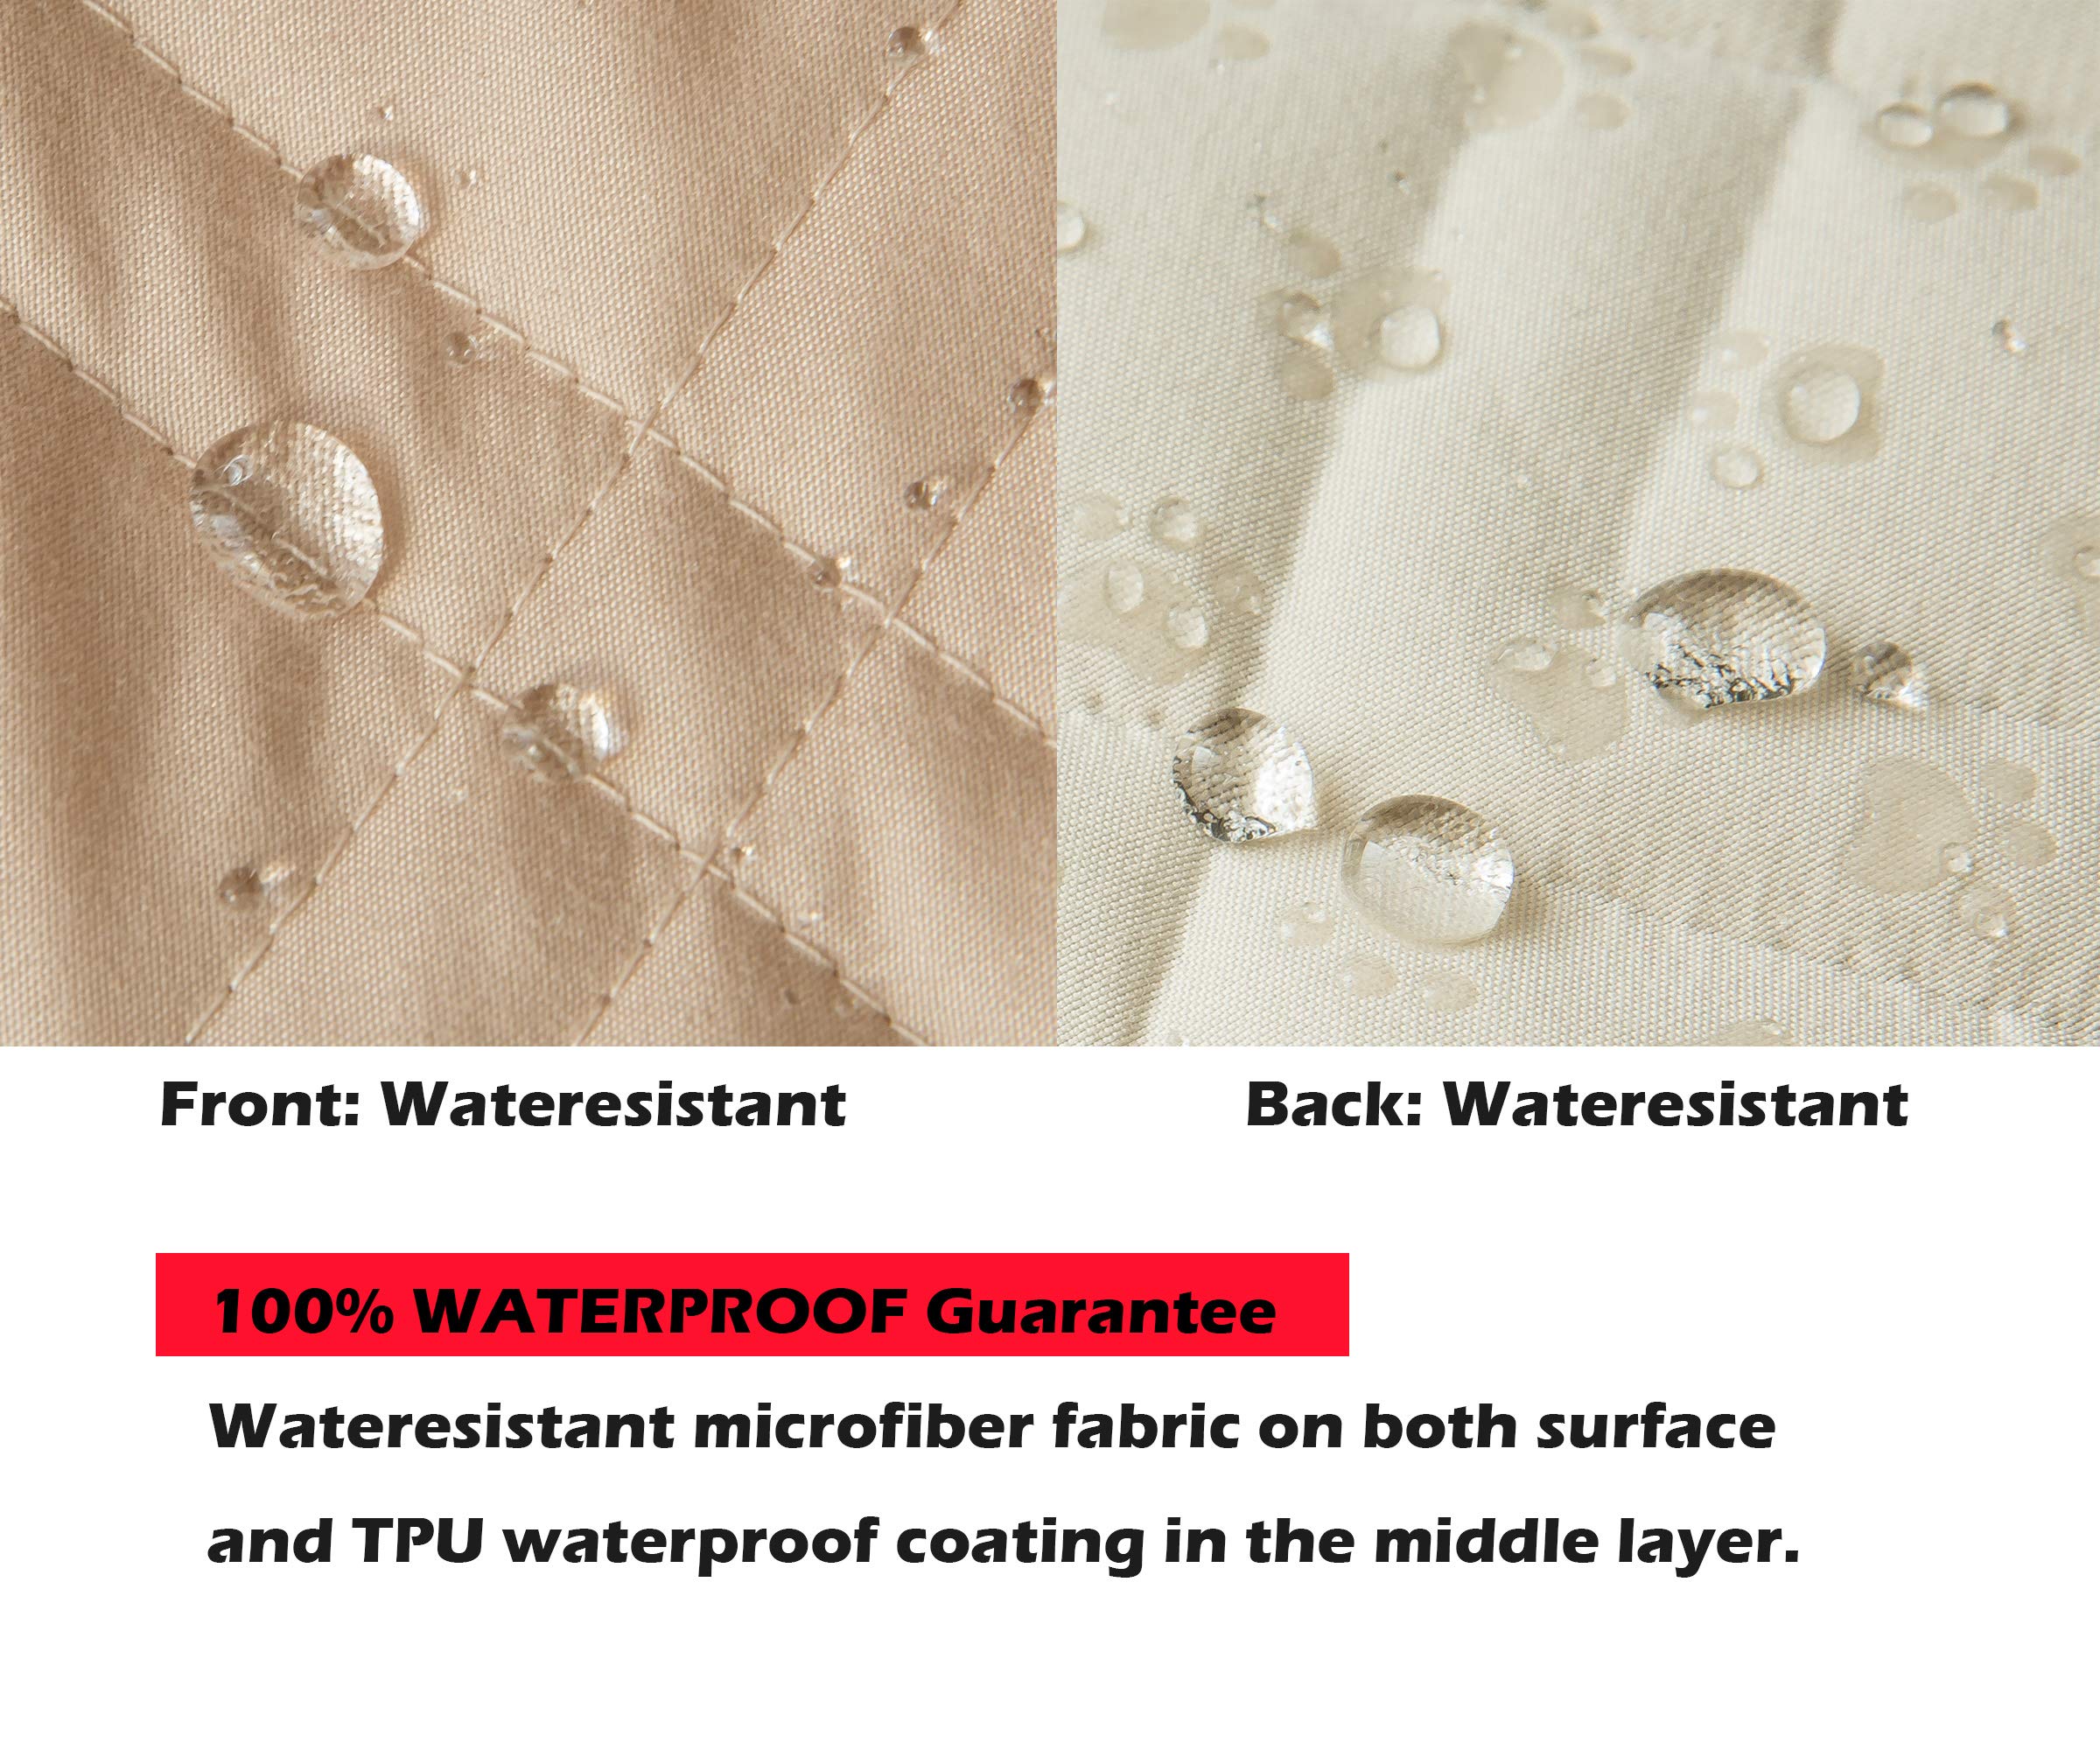 Front: Wateresistant
Back: Wateresistant
100% WATERPROOF Guarantee
Wateresistant microfiber fabric on both surface
and TPU waterproof coating in the middle layer.